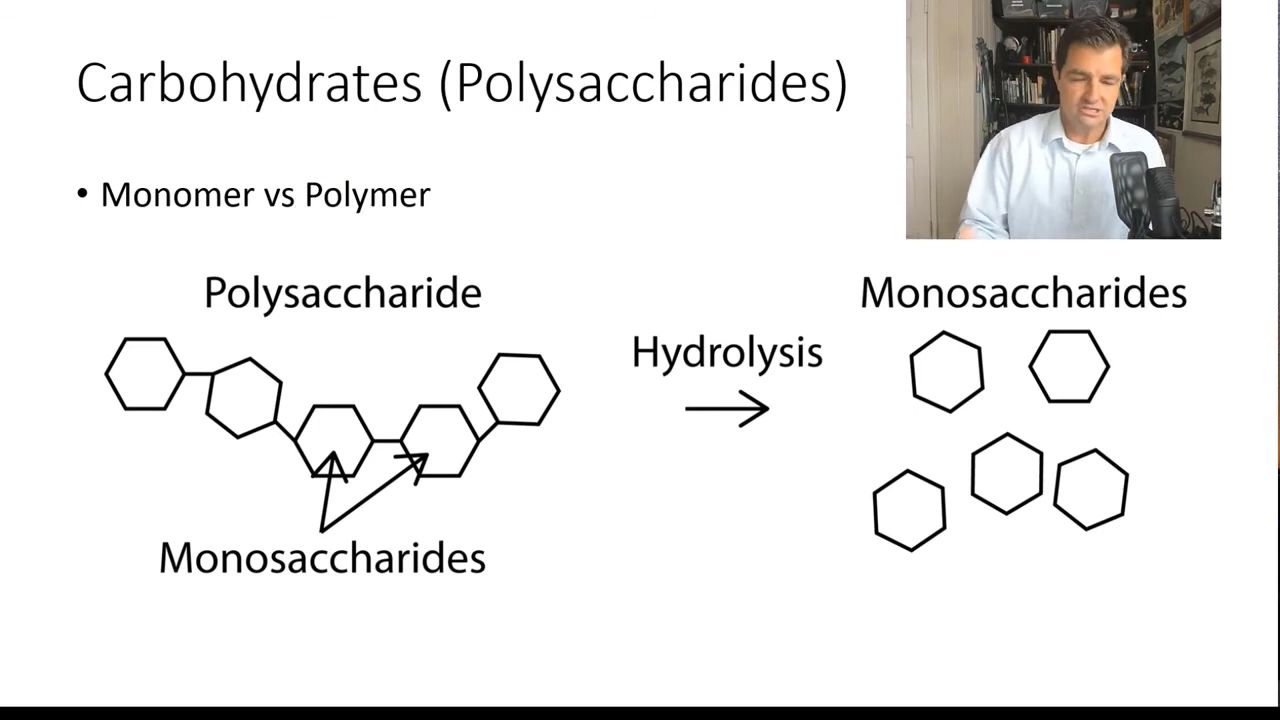 Carbohydrates (Polysaccharides)
• Monomer vs Polymer
Polysaccharide
Hydrolysis
Monosaccharides
Monosaccharides